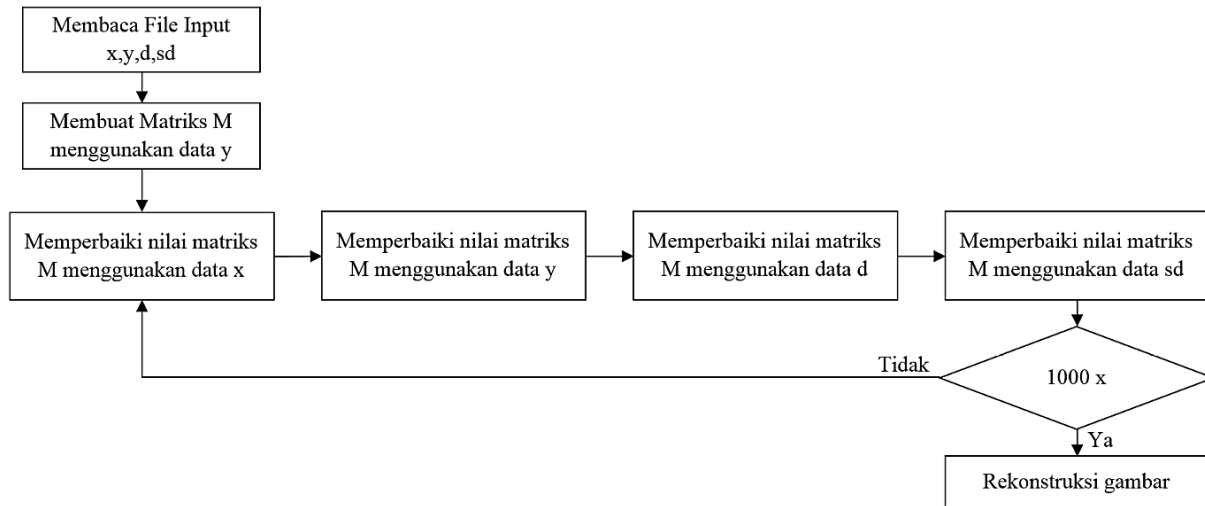 Membaca File Input
x,y,d,sd
Membuat Matriks M
menggunakan data y
Memperbaiki nilai matriks
M menggunakan data x
Memperbaiki nilai matriks
M menggunakan data y
Memperbaiki nilai matriks
M menggunakan data d
Memperbaiki nilai matriks
M menggunakan data sd
Tidak
1000 x
Ya
Rekonstruksi gambar